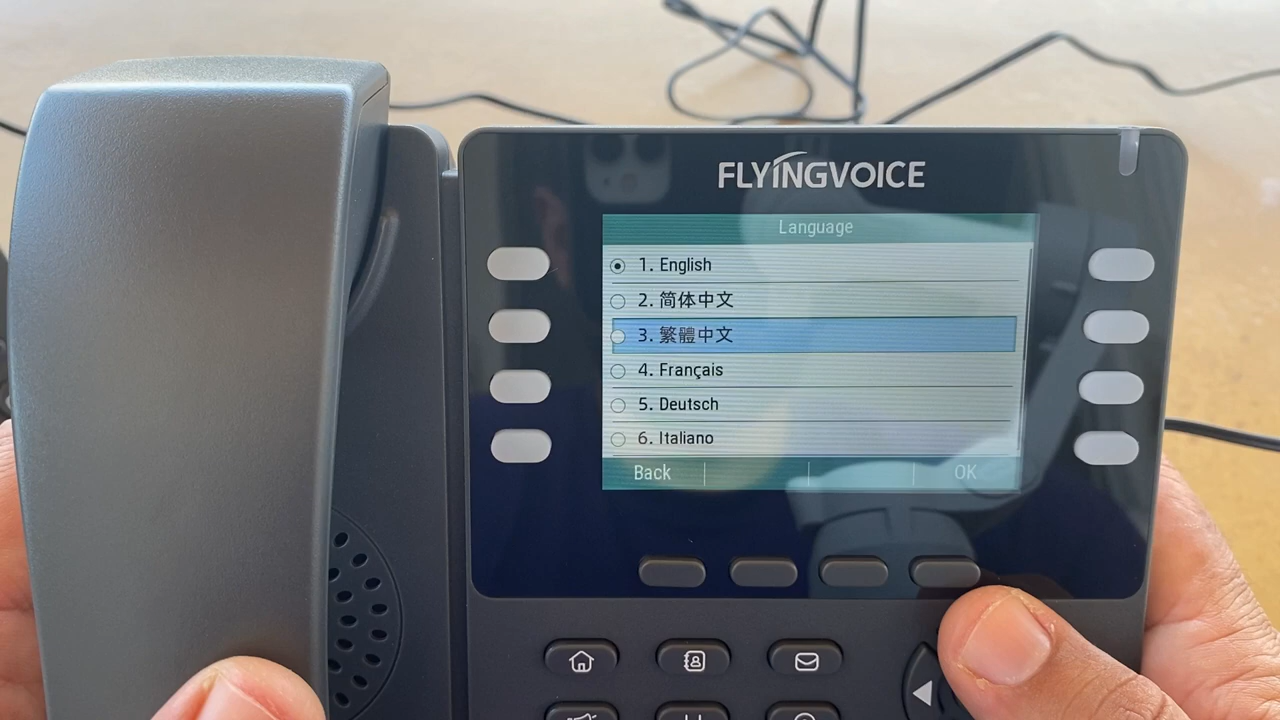 FLYINGVOICE
Language
1. English
2. 简体中文
3. 繁體中文
4. Français
5. Deutsch
6. Italiano
Back OK